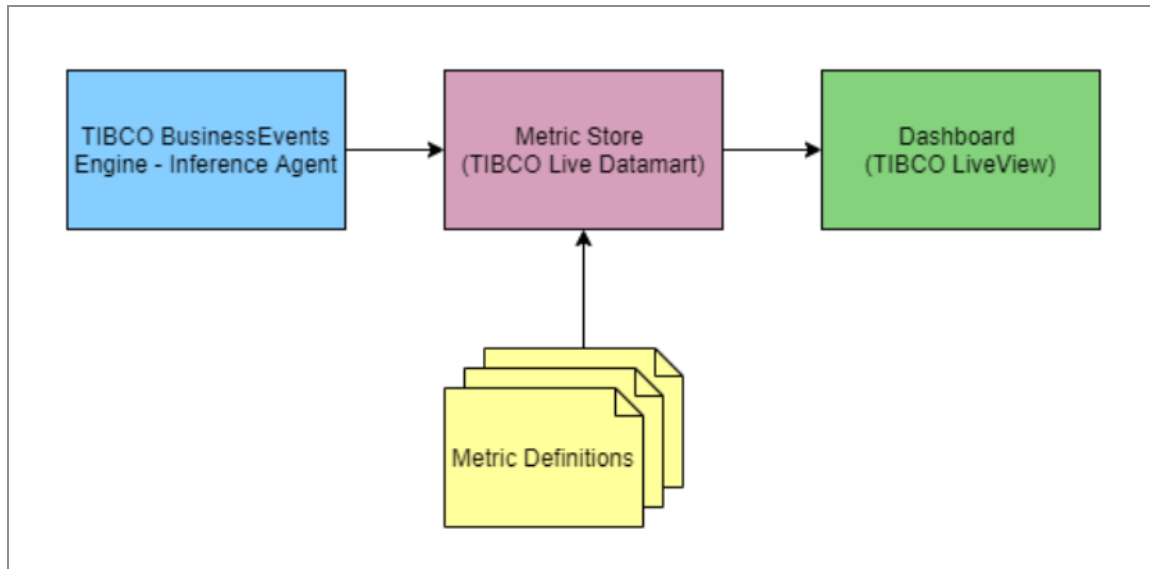 TIBCO BusinessEvents
Engine - Inference Agent
Metric Store
(TIBCO Live Datamart)
Dashboard
(TIBCO LiveView)
Metric Definitions